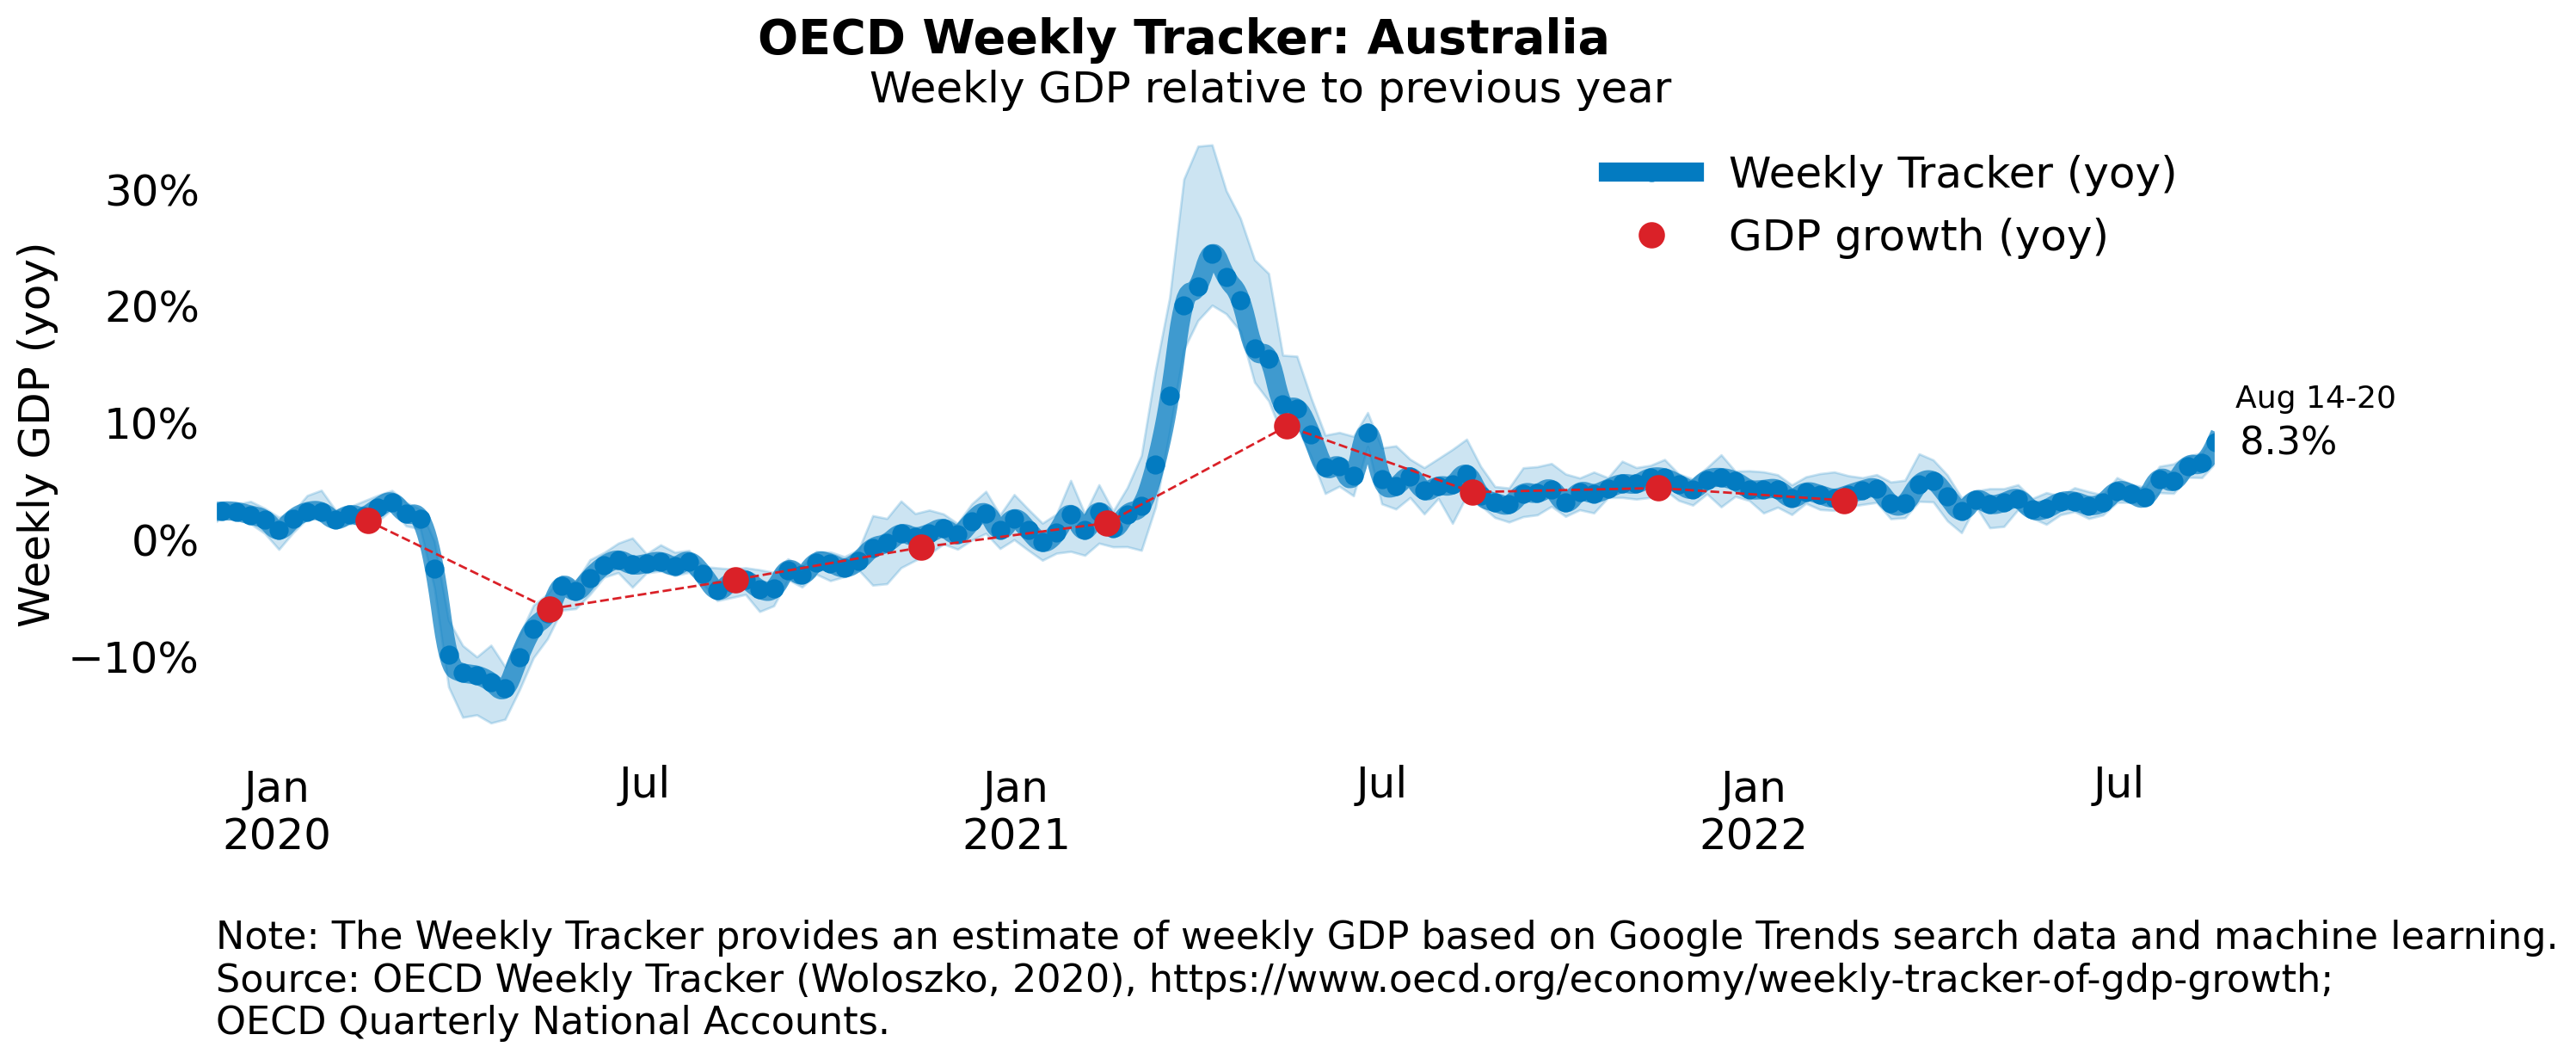 OECD Weekly Tracker: Australia
Weekly GDP relative to previous year
Weekly GDP (yoy)
30%
20%
10%
0%
−10%
Weekly Tracker (yoy)
GDP growth (yoy)
Aug 14-20
8.3%
Jan
2020
Jul
Jan
2021
Jul
Jan
2022
Jul
Note: The Weekly Tracker provides an estimate of weekly GDP based on Google Trends search data and machine learning.
Source: OECD Weekly Tracker (Woloszko, 2020), https://www.oecd.org/economy/weekly-tracker-of-gdp-growth;
OECD Quarterly National Accounts.